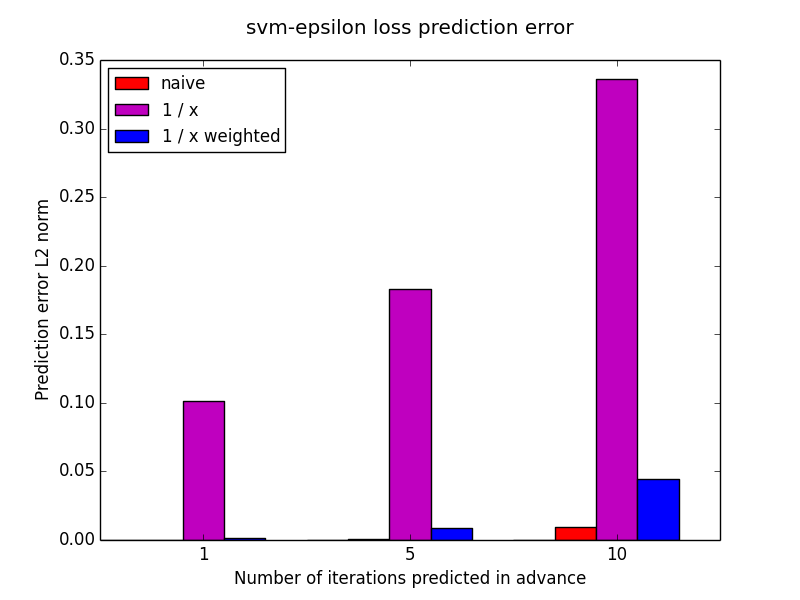 svm-epsilon loss prediction error
naive
1 / x
1 / x weighted
Prediction error L2 norm
0.35
0.30
0.25
0.20
0.15
0.10
0.05
0.00
1 5 10
Number of iterations predicted in advance